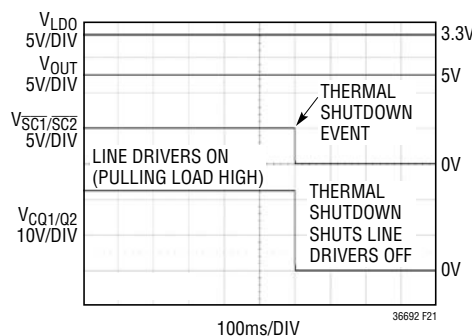 VLDO
5V/DIV
3.3V
VOUT
5V/DIV
5V
THERMAL
SHUTDOWN
EVENT
VSC1/SC2
5V/DIV
0V
LINE DRIVERS ON
(PULLING LOAD HIGH)
THERMAL
SHUTDOWN
SHUTS LINE
DRIVERS OFF
VCQ1/Q2
10V/DIV
0V
36692 F21
100ms/DIV